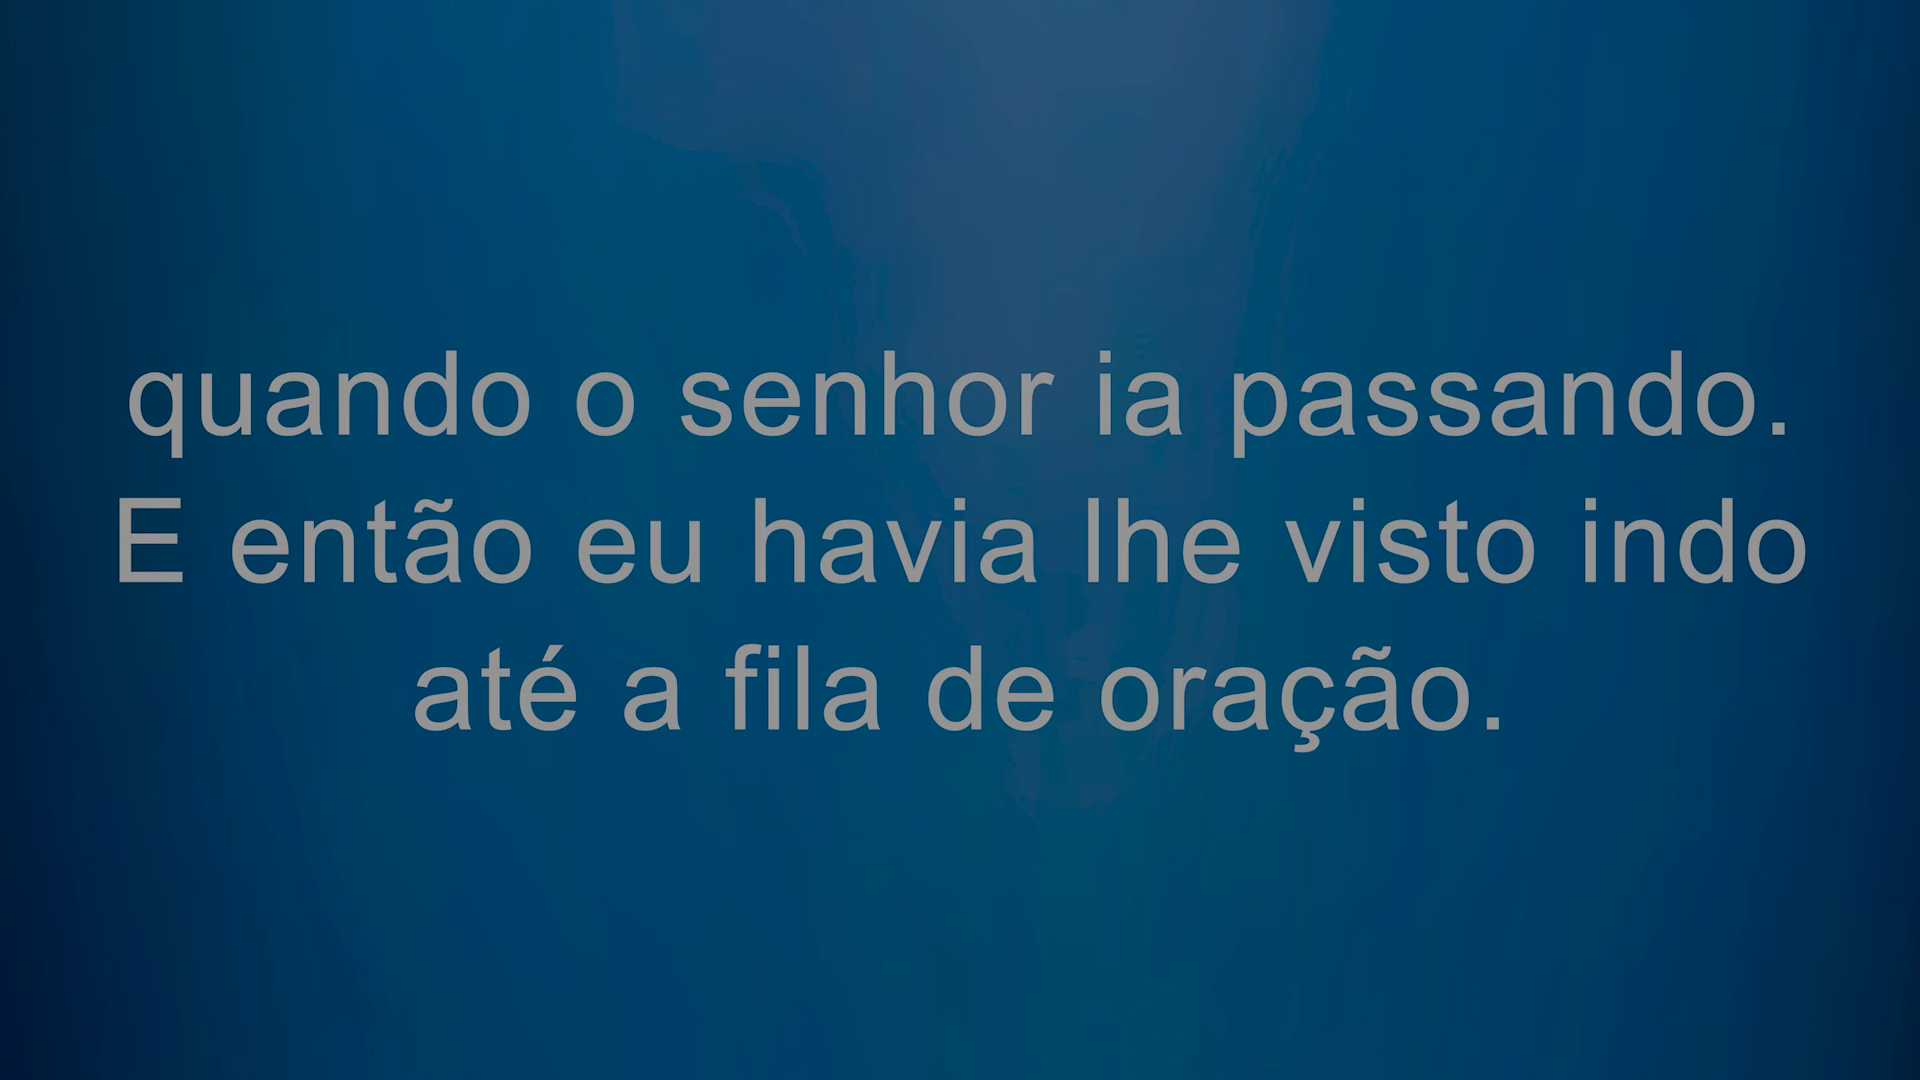 quando o senhor ia passando.
E então eu havia lhe visto indo
até a fila de oração.